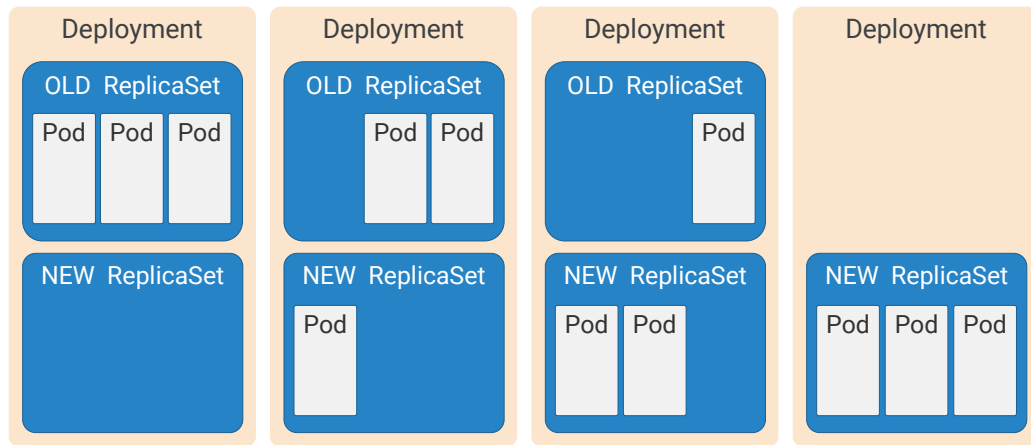 Deployment
OLD ReplicaSet
Pod Pod Pod
NEW ReplicaSet
Deployment
OLD ReplicaSet
Pod Pod
NEW ReplicaSet
Pod
Deployment
OLD ReplicaSet
Pod
NEW ReplicaSet
Pod Pod
Deployment
NEW ReplicaSet
Pod Pod Pod